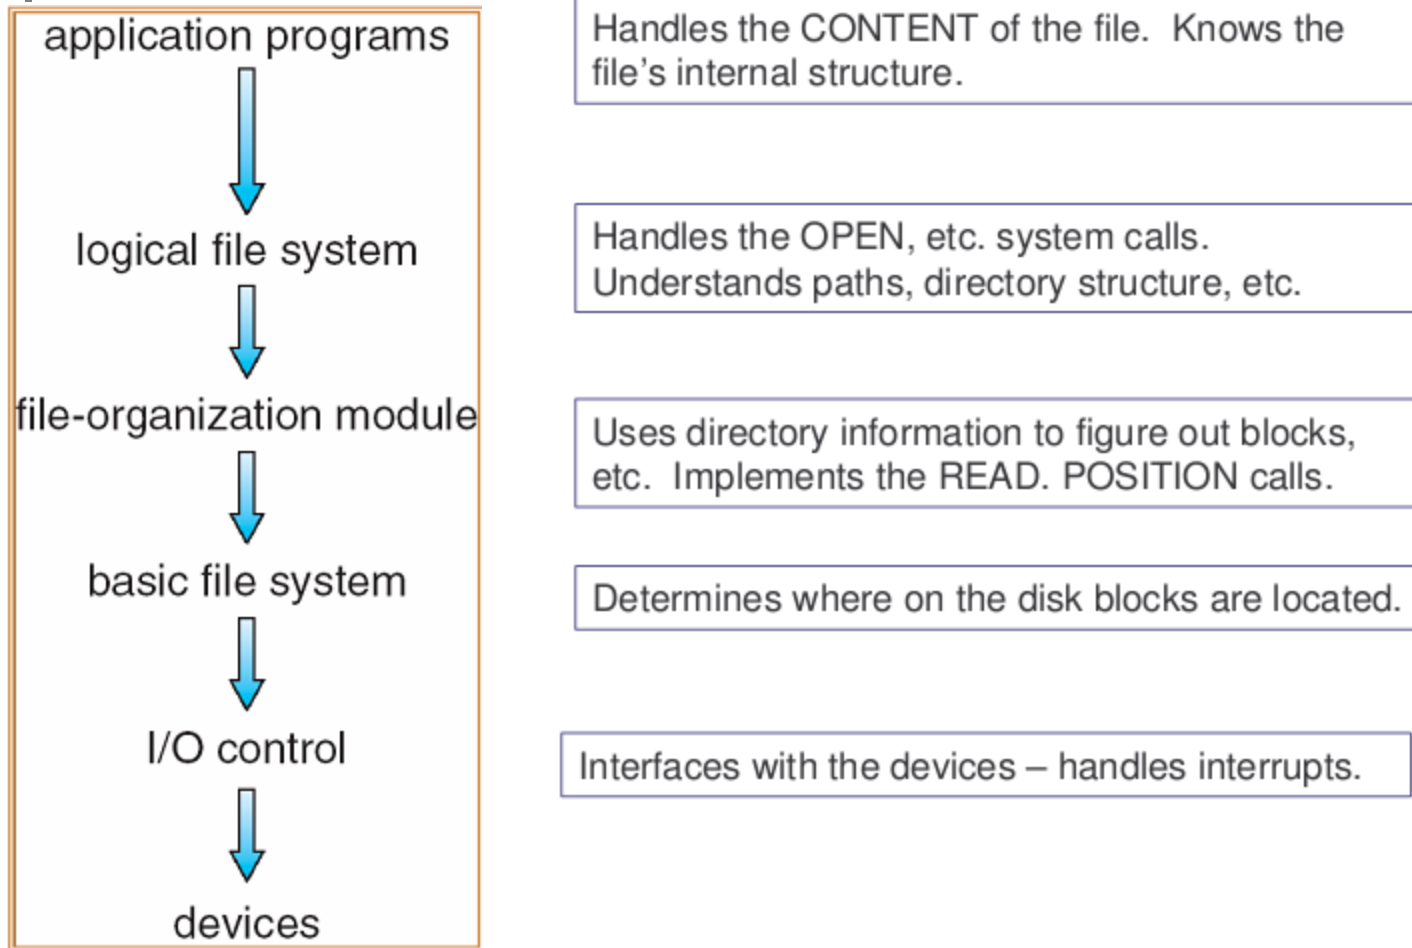 application programs
Handles the CONTENT of the file. Knows the
file's internal structure.
logical file system
Handles the OPEN, etc. system calls.
Understands paths, directory structure, etc.
file-organization module
Uses directory information to figure out blocks,
etc. Implements the READ. POSITION calls.
basic file system
Determines where on the disk blocks are located.
I/O control
Interfaces with the devices – handles interrupts.
devices